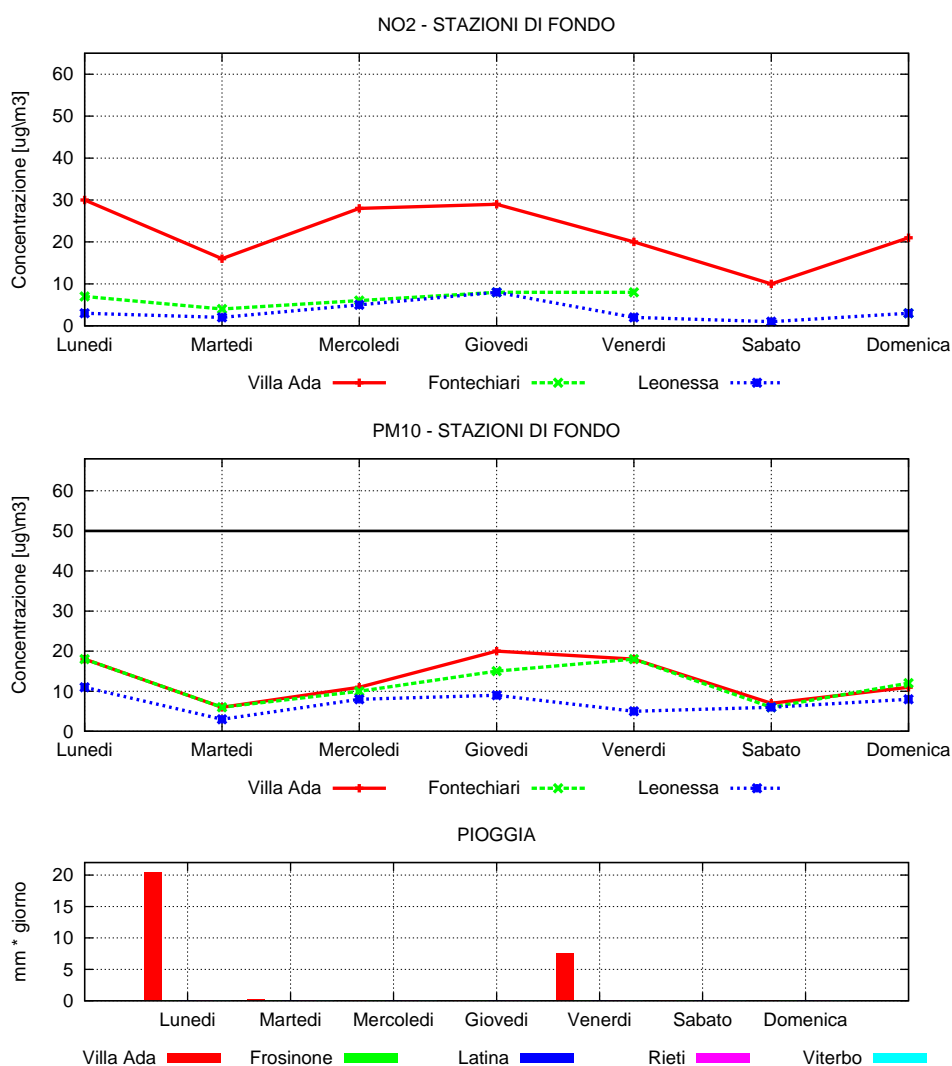 NO2 - STAZIONI DI FONDO
Concentrazione [ug\m3]
60
50
40
30
20
10
0
Lunedi Martedi Mercoledi Giovedi Venerdi Sabato Domenica
Villa Ada Fontechiari Leonessa
PM10 - STAZIONI DI FONDO
Concentrazione [ug\m3]
60
50
40
30
20
10
0
Lunedi Martedi Mercoledi Giovedi Venerdi Sabato Domenica
Villa Ada Fontechiari Leonessa
PIOGGIA
mm * giorno
20
15
10
5
0
Lunedi Martedi Mercoledi Giovedi Venerdi Sabato Domenica
Villa Ada Frosinone Latina Rieti Viterbo